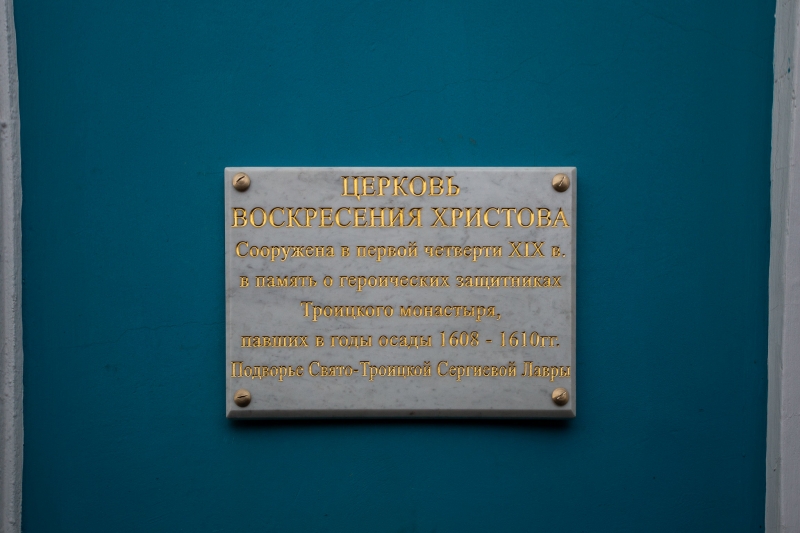 ЦЕРКОВЬ
ВОСКРЕСЕНИЯ ХРИСТОВА
Сооружена в первой четверти XIX в.
в память о героических защитниках
Троицкого монастыря,
павших в годы осады 1608 - 1610гг.
Подворье Свято-Троицкой Сергиевой Лавры